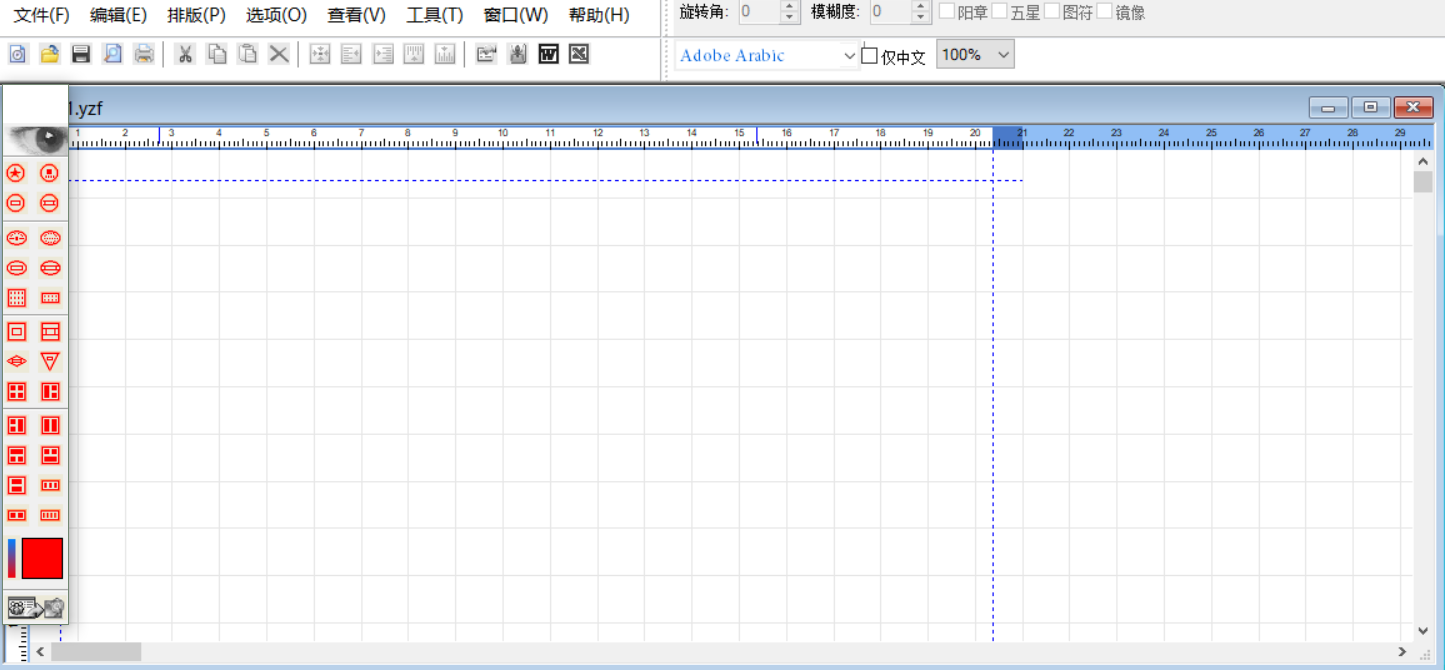 文件(F) 编辑(E) 排版(P) 选项(O) 查看(V) 工具(T) 窗口(W) 帮助(H)
旋转角: 0 模糊度: 0 阳章 五星 图符 镜像
Adobe Arabic 仅中文 100%
1.yzf
1 2 3 4 5 6 7 8 9 10 11 12 13 14 15 16 17 18 19 20 21 22 23 24 25 26 27 28 29